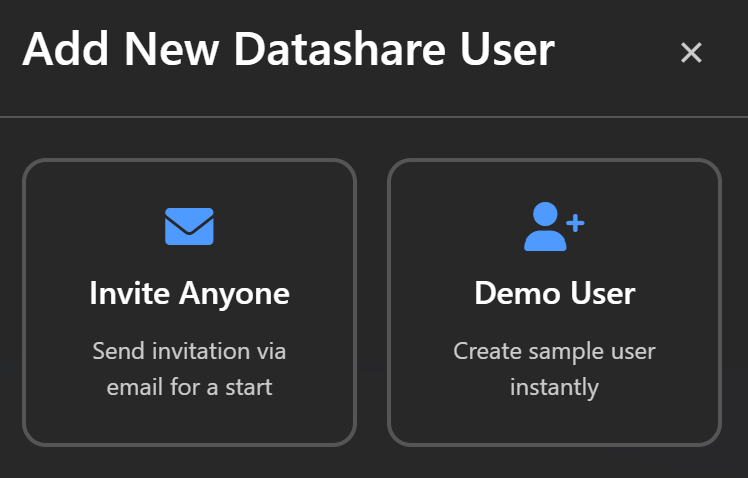 Add New Datashare User
Invite Anyone
Send invitation via
email for a start
Demo User
Create sample user
instantly